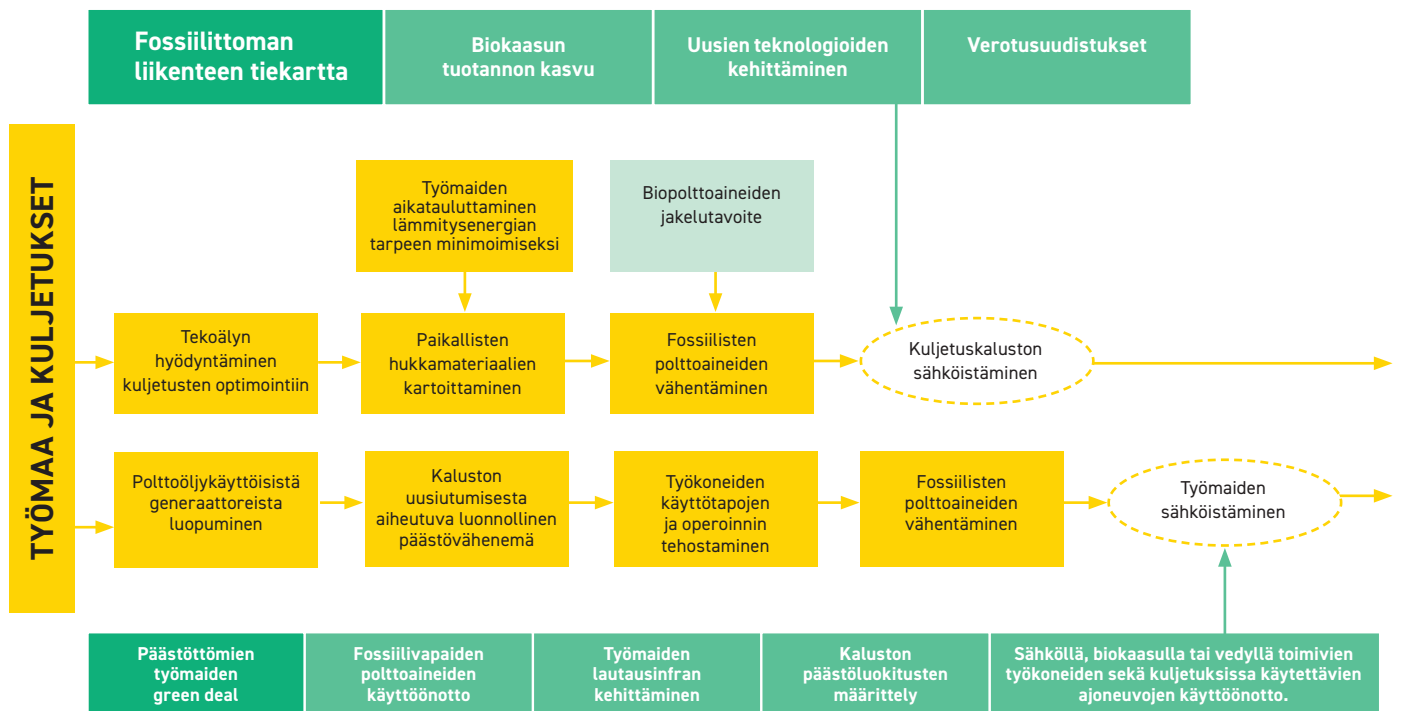 Fossiilittoman
liikenteen tiekartta
Biokaasun
tuotannon kasvu
Uusien teknologioiden
kehittäminen
Verotusuudistukset
TYÖMAA JA KULJETUKSET
Työmaiden
aikatauluttaminen
lämmitysenergian
tarpeen minimoimiseksi
Biopolttoaineiden
jakelutavoite
Tekoälyn
hyödyntäminen
kuljetusten optimointiin
Paikallisten
hukkamateriaalien
kartoittaminen
Fossiilisten
polttoaineiden
vähentäminen
Kuljetuskaluston
sähköistäminen
Polttoöljykäyttöisistä
generaattoreista
luopuminen
Kaluston
uusiutumisesta
aiheutuva luonnollinen
päästövähenemä
Työkoneiden
käyttötapojen
ja operoinnin
tehostaminen
Fossiilisten
polttoaineiden
vähentäminen
Työmaiden
sähköistäminen
Päästöttömien
työmaiden
green deal
Fossiilivapaiden
polttoaineiden
käyttöönotto
Työmaiden
lautausinfran
kehittäminen
Kaluston
päästöluokitusten
määrittely
Sähköllä, biokaasulla tai vedyllä toimivien
työkoneiden sekä kuljetuksissa käytettävien
ajoneuvojen käyttöönotto.